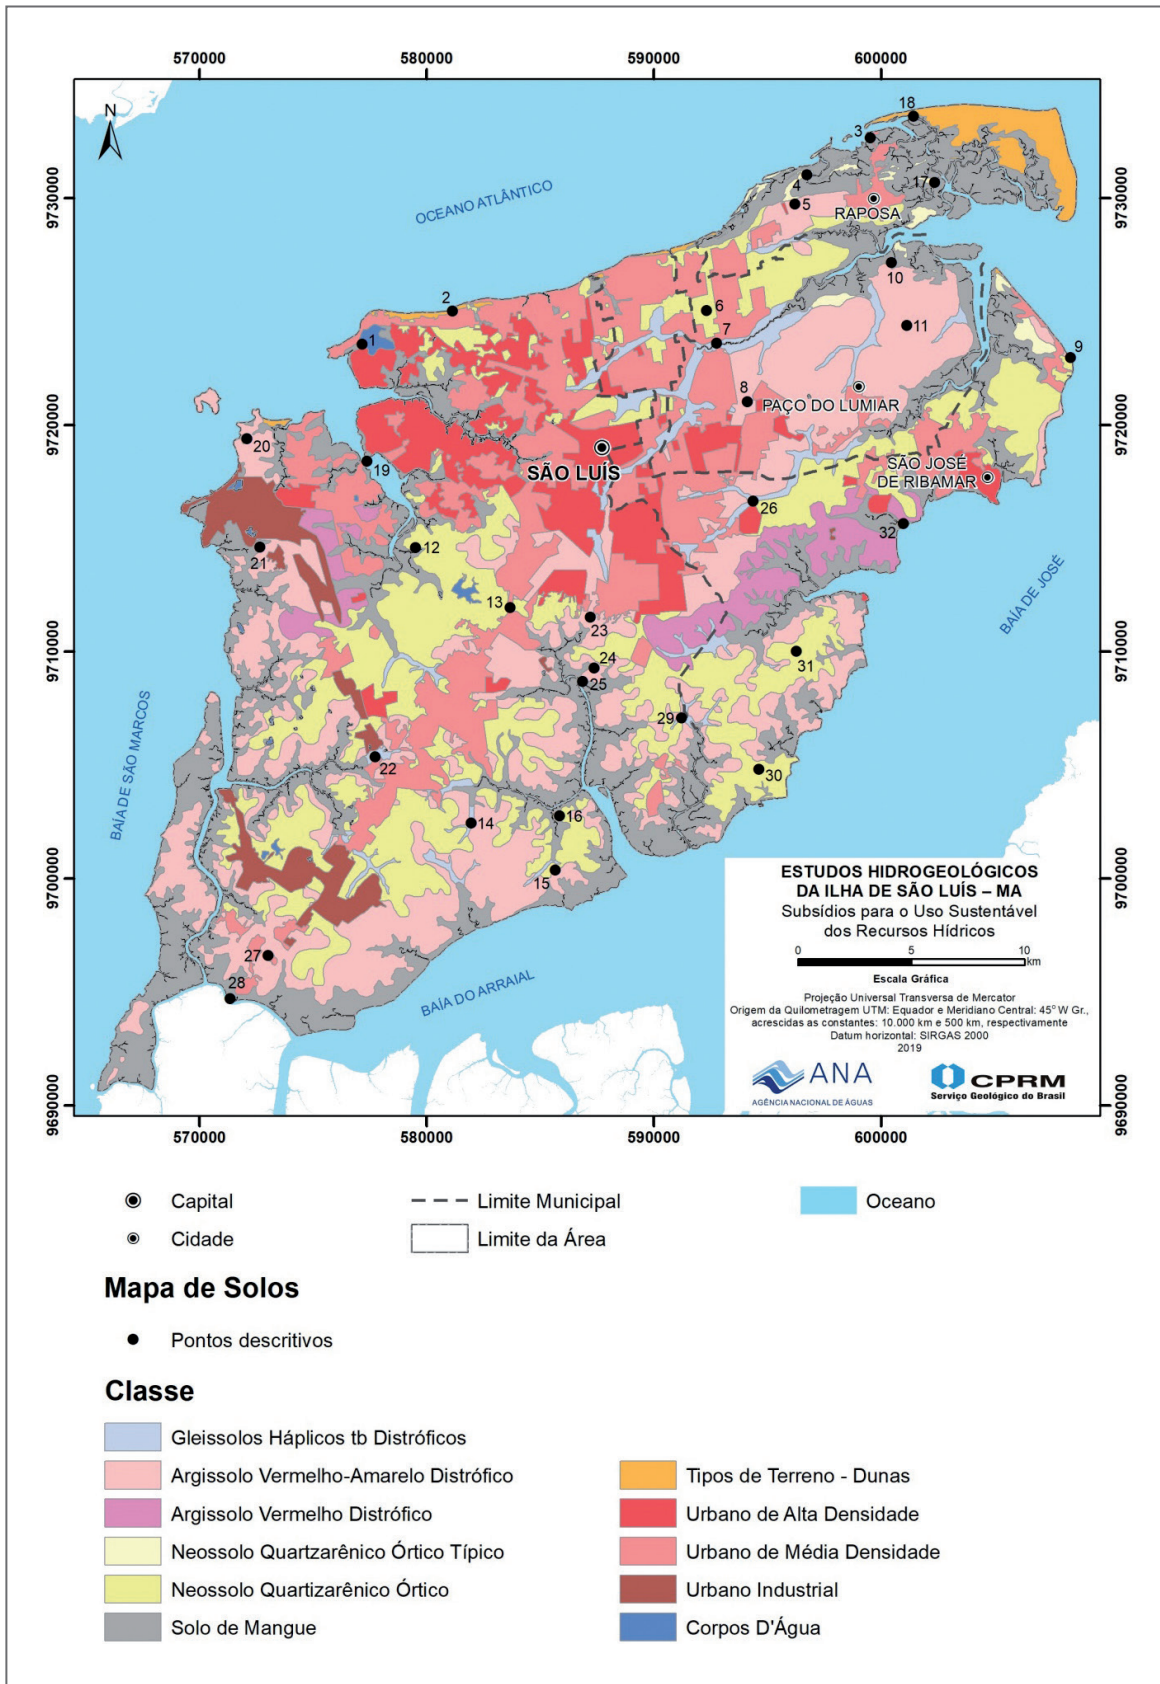 570000
580000
590000
600000
N
OCEANO ATLÂNTICO
18
3
4
17
5
RAPOSA
9730000
9730000
10
2
6
11
1
7
9
8
PAÇO DO LUMIAR
9720000
9720000
20
19
SÃO LUÍS
SÃO JOSÉ
DE RIBAMAR
26
32
21
12
13
23
BAÍA DE JOSÉ
9710000
9710000
24
31
25
29
BAÍA DE SÃO MARCOS
22
30
14
16
15
9700000
9700000
27
28
BAÍA DO ARRAIAL
ESTUDOS HIDROGEOLÓGICOS
DA ILHA DE SÃO LUÍS – MA
Subsídios para o Uso Sustentável
dos Recursos Hídricos
0 5 10
km
Escala Gráfica
Projeção Universal Transversa de Mercator
Origem da Quilometragem UTM: Equador e Meridiano Central: 45° W Gr.,
acrescidas as constantes: 10.000 km e 500 km, respectivamente
Datum horizontal: SIRGAS 2000
2019
ANA
AGÊNCIA NACIONAL DE ÁGUAS
CPRM
Serviço Geológico do Brasil
9690000
9690000
570000
580000
590000
600000
Capital
Limite Municipal
Oceano
Cidade
Limite da Área
Mapa de Solos
Pontos descritivos
Classe
Gleissolos Háplicos tb Distróficos
Argissolo Vermelho-Amarelo Distrófico
Argissolo Vermelho Distrófico
Neossolo Quartzarênico Órtico Típico
Neossolo Quartizarênico Órtico
Solo de Mangue
Tipos de Terreno - Dunas
Urbano de Alta Densidade
Urbano de Média Densidade
Urbano Industrial
Corpos D'Água